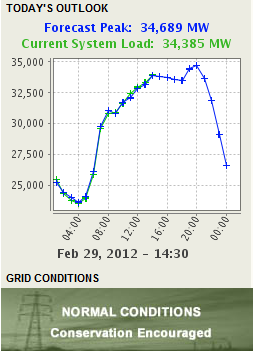 TODAY'S OUTLOOK
Forecast Peak: 34,689 MW
Current System Load: 34,385 MW
35,000
32,500
30,000
27,500
25,000
04:00
08:00
12:00
16:00
20:00
00:00
Feb 29, 2012 - 14:30
GRID CONDITIONS
NORMAL CONDITIONS
Conservation Encouraged